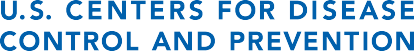 U.S. CENTERS FOR DISEASE
CONTROL AND PREVENTION